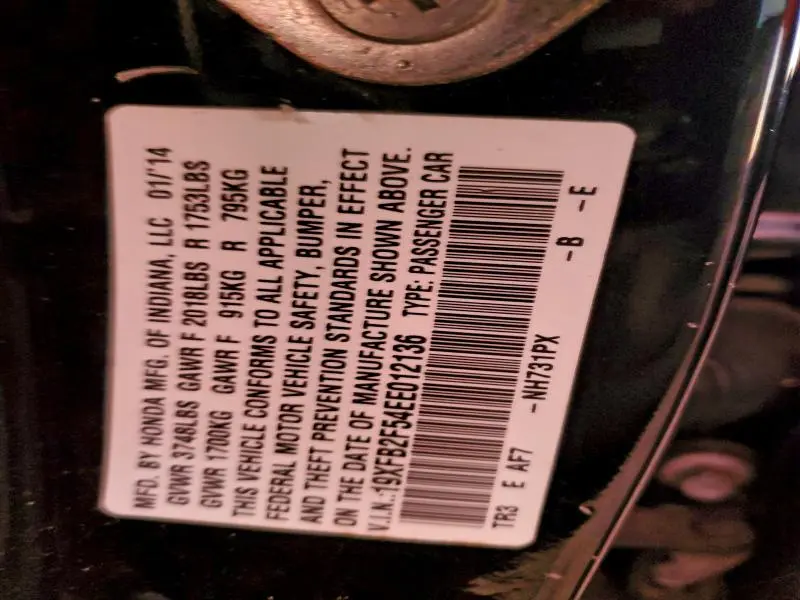 MFD. BY HONDA MFG. OF INDIANA, LLC 01/'14
GVWR 3748LBS GAWR F 2018LBS R 1753LBS
GVWR 1700KG GAWR F 915KG R 795KG
THIS VEHICLE CONFORMS TO ALL APPLICABLE
FEDERAL MOTOR VEHICLE SAFETY, BUMPER,
AND THEFT PREVENTION STANDARDS IN EFFECT
ON THE DATE OF MANUFACTURE SHOWN ABOVE.
V.I.N.:19XFB2F54EE012136 TYPE: PASSENGER CAR
TR3 E AF7 -NH731PX -B -E